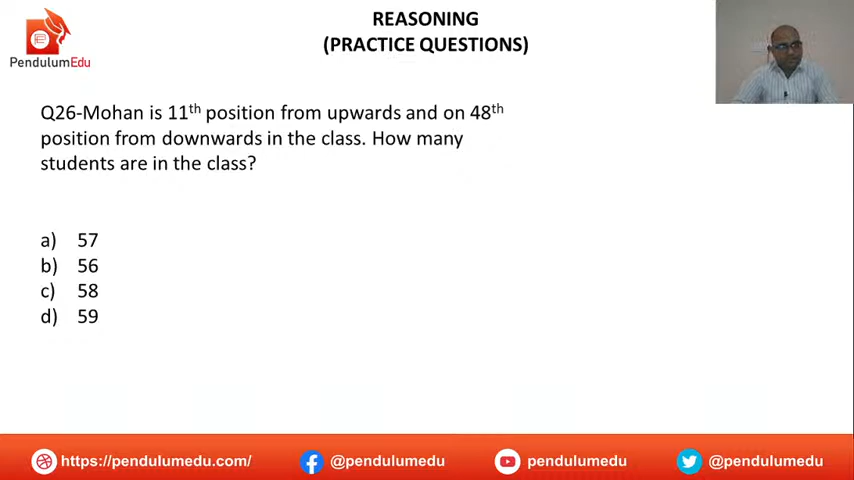 REASONING
(PRACTICE QUESTIONS)
PendulumEdu
Q26-Mohan is 11th position from upwards and on 48th
position from downwards in the class. How many
students are in the class?
a) 57
b) 56
c) 58
d) 59
https://pendulumedu.com/ @pendulumedu pendulumedu @pendulumedu